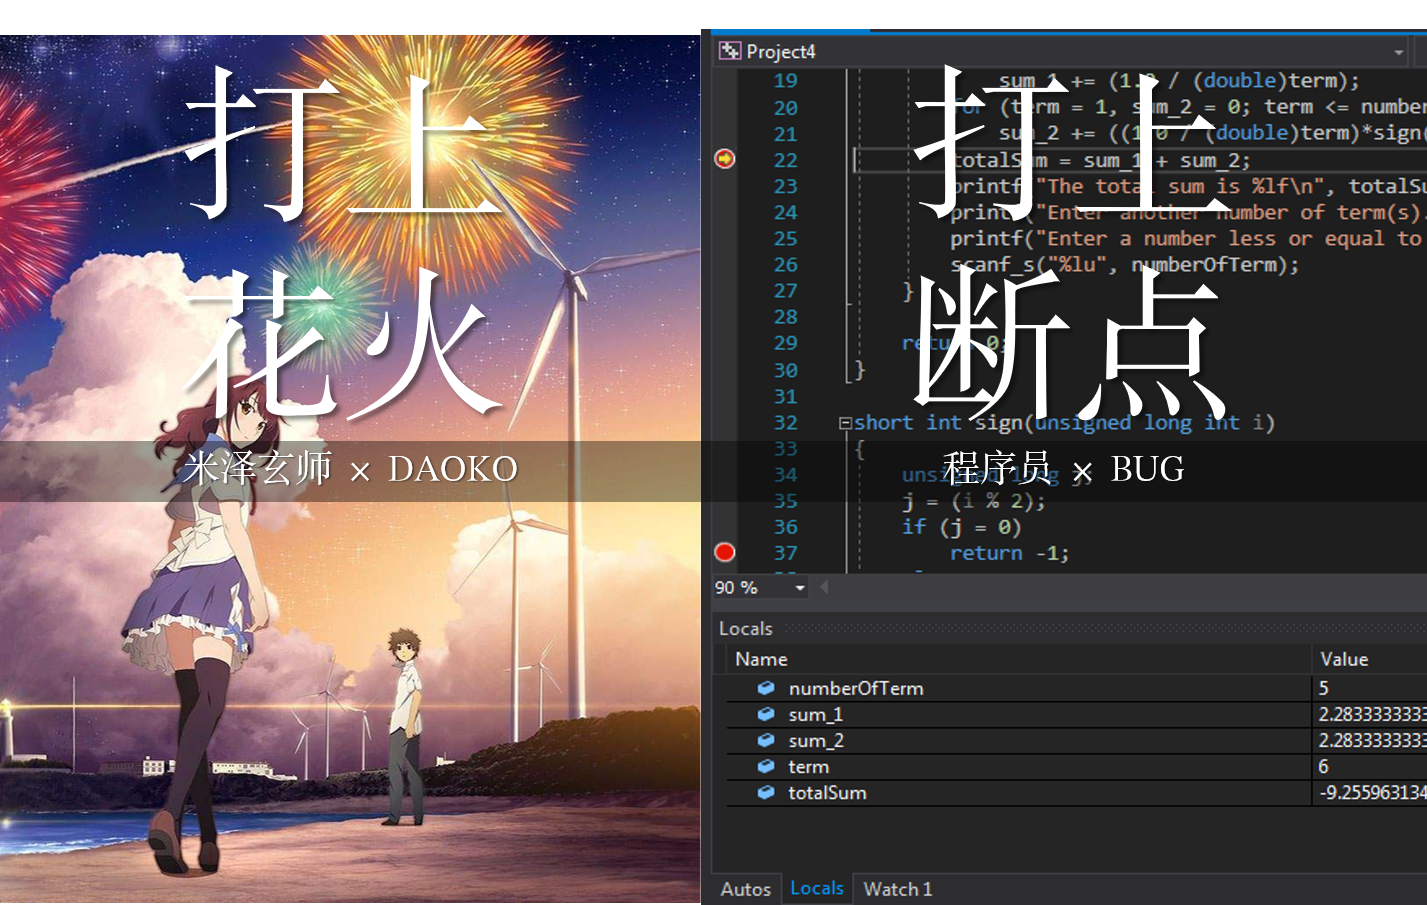 打上
花火
米泽玄师 × DAOKO
打上
断点
程序员 × BUG
Project4
19 sum_1 += (1.0 / (double)term);
20 for (term = 1, sum_2 = 0; term <= number
21 sum_2 += ((1.0 / (double)term)*sign(
22 totalSum = sum_1 + sum_2;
23 printf("The total sum is %lf\n", totalSu
24 printf("Enter another number of term(s).
25 printf("Enter a number less or equal to
26 scanf_s("%lu", numberOfTerm);
27 }
28
29 return 0;
30 }
31
32 short int sign(unsigned long int i)
33 {
34 unsigned long j;
35 j = (i % 2);
36 if (j = 0)
37 return -1;
90 %
Locals
Name Value
numberOfTerm 5
sum_1 2.2833333333
sum_2 2.2833333333
term 6
totalSum -9.255963134
Autos Locals Watch 1